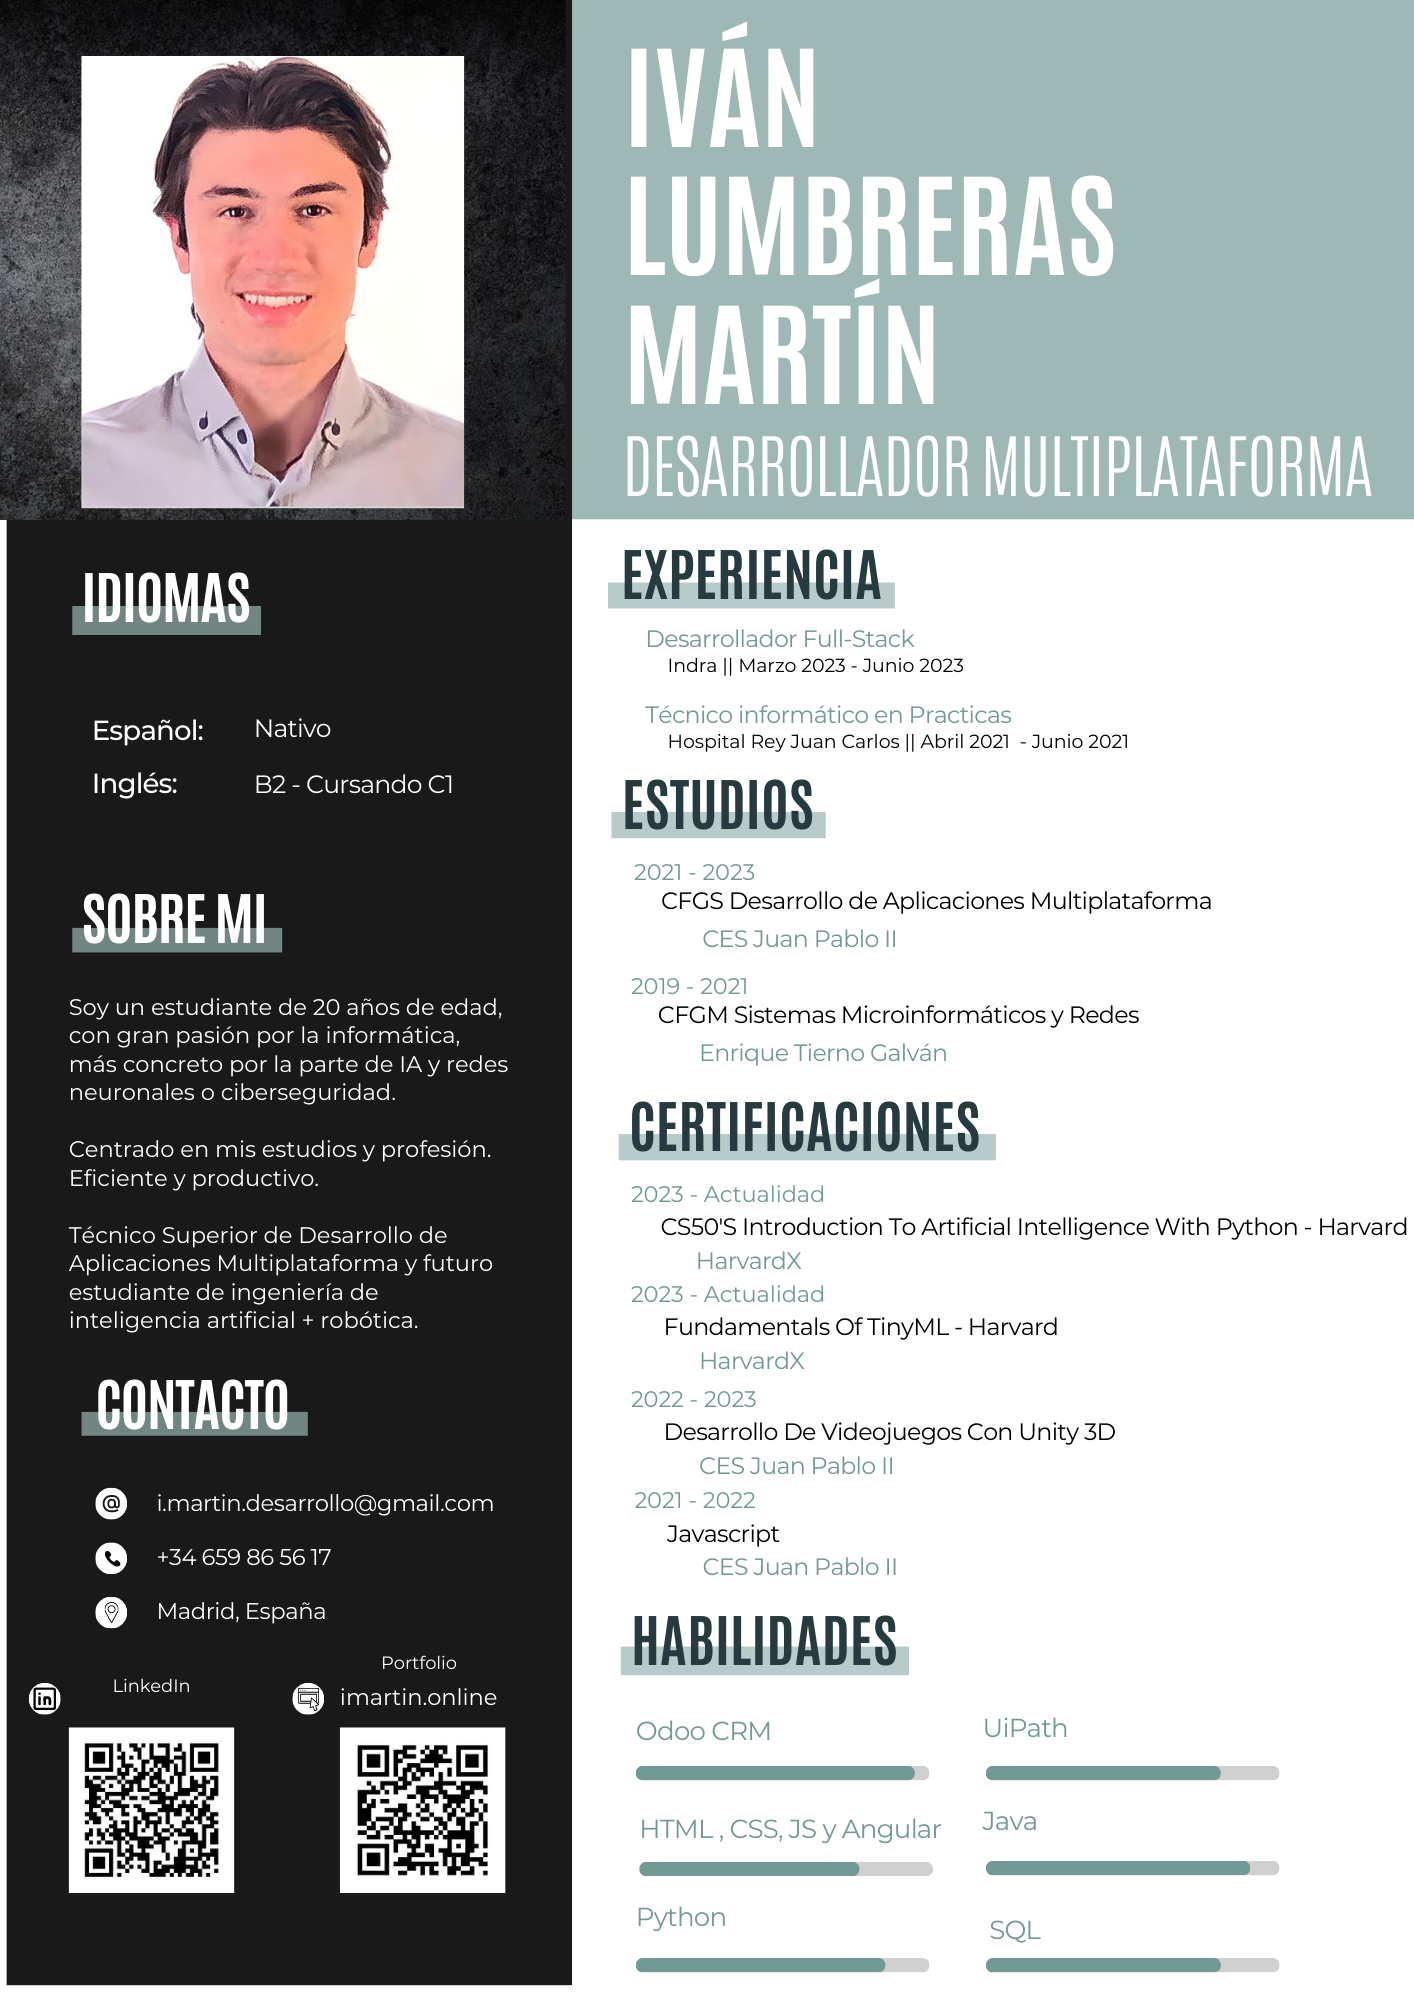 IVÁN
LUMBRERAS
MARTÍN
DESARROLLADOR MULTIPLATAFORMA
IDIOMAS
Español: Nativo
Inglés: B2 - Cursando C1
SOBRE MI
Soy un estudiante de 20 años de edad,
con gran pasión por la informática,
más concreto por la parte de IA y redes
neuronales o ciberseguridad.
Centrado en mis estudios y profesión.
Eficiente y productivo.
Técnico Superior de Desarrollo de
Aplicaciones Multiplataforma y futuro
estudiante de ingeniería de
inteligencia artificial + robótica.
CONTACTO
i.martin.desarrollo@gmail.com
+34 659 86 56 17
Madrid, España
LinkedIn
Portfolio
imartin.online
EXPERIENCIA
Desarrollador Full-Stack
Indra || Marzo 2023 - Junio 2023
Técnico informático en Practicas
Hospital Rey Juan Carlos || Abril 2021 - Junio 2021
ESTUDIOS
2021 - 2023
CFGS Desarrollo de Aplicaciones Multiplataforma
CES Juan Pablo II
2019 - 2021
CFGM Sistemas Microinformáticos y Redes
Enrique Tierno Galván
CERTIFICACIONES
2023 - Actualidad
CS50'S Introduction To Artificial Intelligence With Python - Harvard
HarvardX
2023 - Actualidad
Fundamentals Of TinyML - Harvard
HarvardX
2022 - 2023
Desarrollo De Videojuegos Con Unity 3D
CES Juan Pablo II
2021 - 2022
Javascript
CES Juan Pablo II
HABILIDADES
Odoo CRM
UiPath
HTML , CSS, JS y Angular
Java
Python
SQL